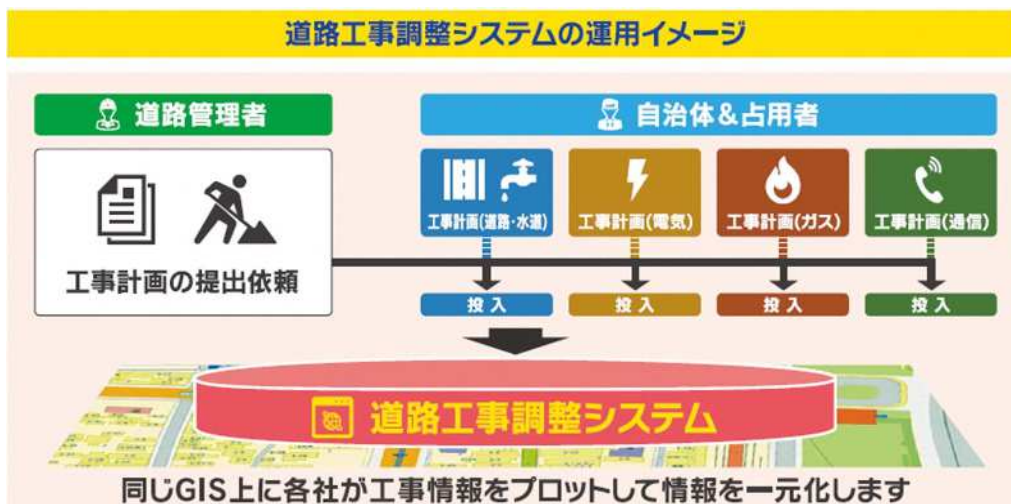 道路工事調整システムの運用イメージ
道路管理者
自治体&占用者
工事計画の提出依頼
工事計画(道路・水道)
工事計画(電気)
工事計画(ガス)
工事計画(通信)
投入
投入
投入
投入
道路工事調整システム
同じGIS上に各社が工事情報をプロットして情報を一元化します